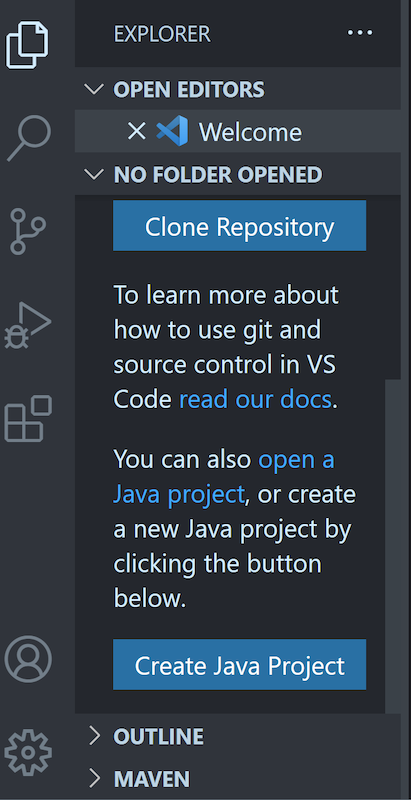 EXPLORER
OPEN EDITORS
Welcome
NO FOLDER OPENED
Clone Repository
To learn more about
how to use git and
source control in VS
Code read our docs.
You can also open a
Java project, or create
a new Java project by
clicking the button
below.
Create Java Project
OUTLINE
MAVEN